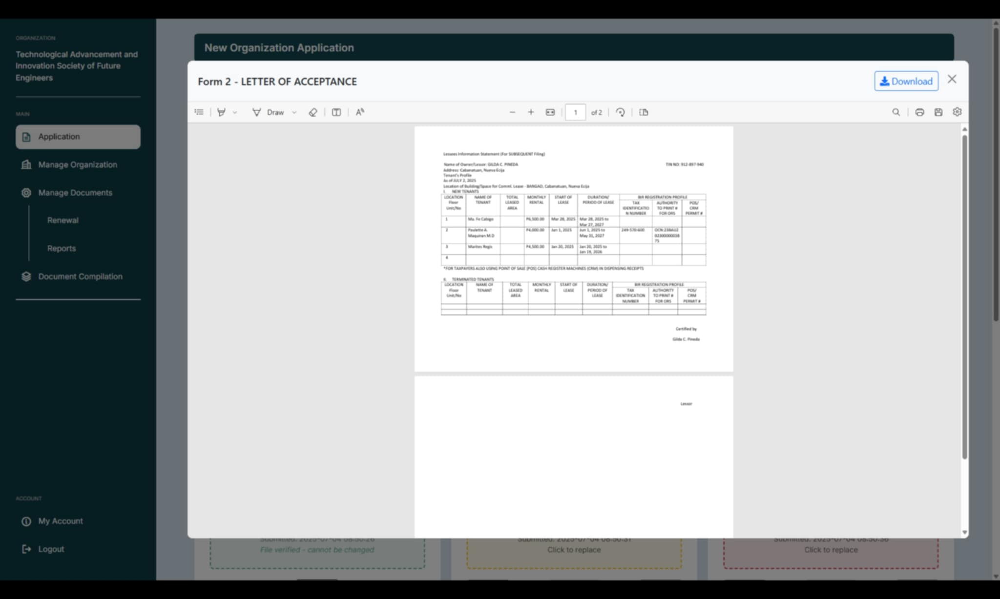 ORGANIZATION
Technological Advancement and
Innovation Society of Future
Engineers
MAIN
Application
Manage Organization
Manage Documents
Renewal
Reports
Document Compilation
ACCOUNT
My Account
Logout
New Organization Application
Form 2 - LETTER OF ACCEPTANCE
Download
Draw
1 of 2
Lessees Information Statement (For SUBSEQUENT Filing)
Name of Owner/Lessor: GILDA C. PINEDA TIN NO: 912-897-940
Address: Cabanatuan, Nueva Ecija
Tenant's Profile
As of JULY 2, 2025
Location of Building/Space for Comml. Lease - BANGAD, Cabanatuan, Nueva Ecija
I. NEW TENANTS
LOCATION NAME OF TOTAL MONTHLY START OF DURATION/ BIR REGISTRATION PROFILE
Floor TENANT LEASED RENTAL LEASE PERIOD OF LEASE TAX AUTHORITY POS/
Unit/No AREA IDENTIFICATIO TO PRINT # CRM
N NUMBER FOR ORS PERMIT #
1 Ma. Fe Cabigo P6,500.00 Mar 28, 2025 Mar 28, 2025 to
Mar 27, 2027
2 Paulette A. P4,000.00 Jun 1, 2025 Jun 1, 2025 to 249-570-600
Maquiran M.D May 31, 2027
75
3 Marites Regis P4,500.00 Jan 20, 2025 Jan 20, 2025 to
Jan 19, 2026
4
*FOR TAXPAYERS ALSO USING POINT OF SALE (POS) CASH REGISTER MACHINES (CRM) IN DISPENSING RECEIPTS
II. TERMINATED TENANTS
LOCATION NAME OF TOTAL MONTHLY START OF DURATION/ BIR REGISTRATION PROFILE
Floor TENANT LEASED RENTAL LEASE PERIOD OF TAX AUTHORITY POS/
Unit/No AREA LEASE IDENTIFICATION TO PRINT # CRM
NUMBER FOR ORS PERMIT #
Certified by
Gilda C. Pineda
Lessor
Submitted: 2025-07-04 08:50:26
File verified - cannot be changed
Submitted: 2025-07-04 08:50:31
Click to replace
Submitted: 2025-07-04 08:50:36
Click to replace